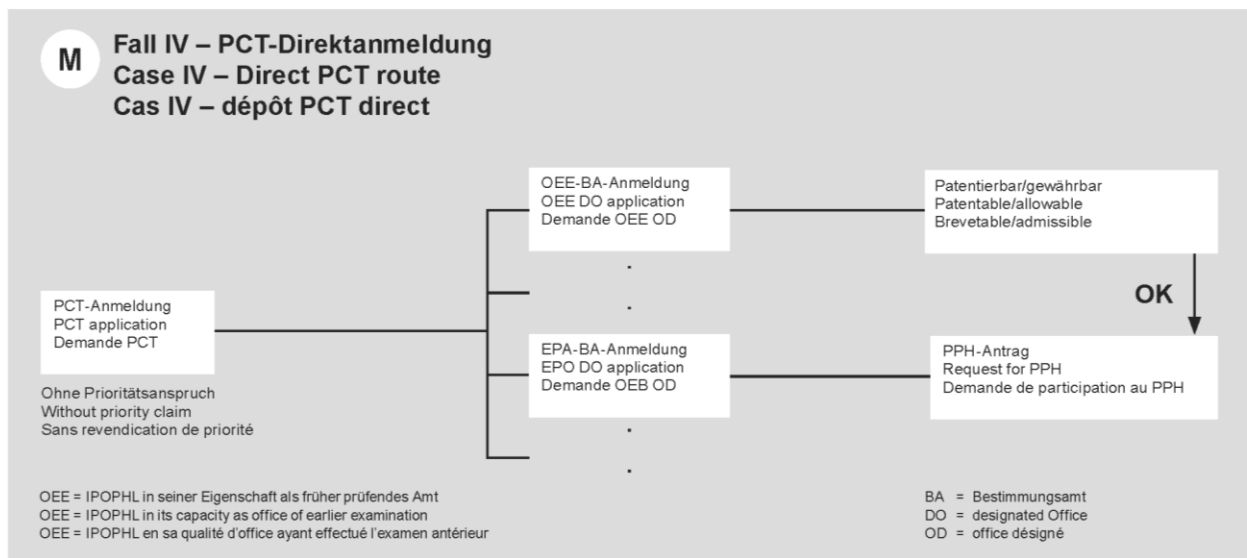 M
Fall IV – PCT-Direktanmeldung
Case IV – Direct PCT route
Cas IV – dépôt PCT direct
OEE-BA-Anmeldung
OEE DO application
Demande OEE OD
Patentierbar/gewährbar
Patentable/allowable
Brevetable/admissible
OK
PCT-Anmeldung
PCT application
Demande PCT
EPA-BA-Anmeldung
EPO DO application
Demande OEB OD
PPH-Antrag
Request for PPH
Demande de participation au PPH
Ohne Prioritätsanspruch
Without priority claim
Sans revendication de priorité
OEE = IPOPHL in seiner Eigenschaft als früher prüfendes Amt
OEE = IPOPHL in its capacity as office of earlier examination
OEE = IPOPHL en sa qualité d'office ayant effectué l'examen antérieur
BA = Bestimmungsamt
DO = designated Office
OD = office désigné